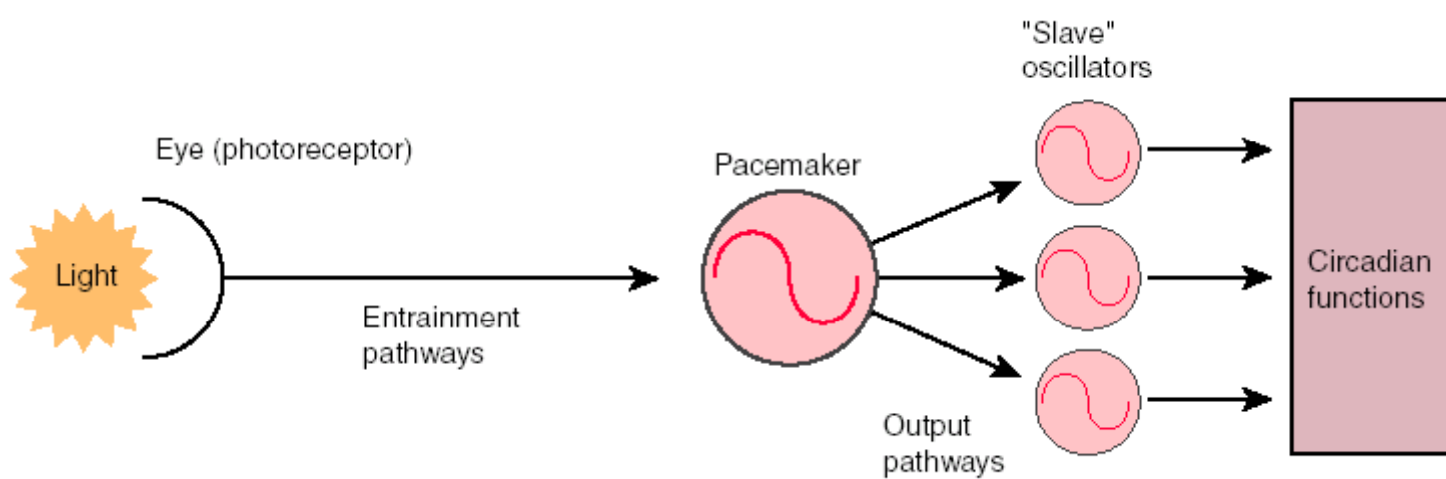 "Slave"
oscillators
Eye (photoreceptor)
Pacemaker
Light
Entrainment
pathways
Circadian
functions
Output
pathways